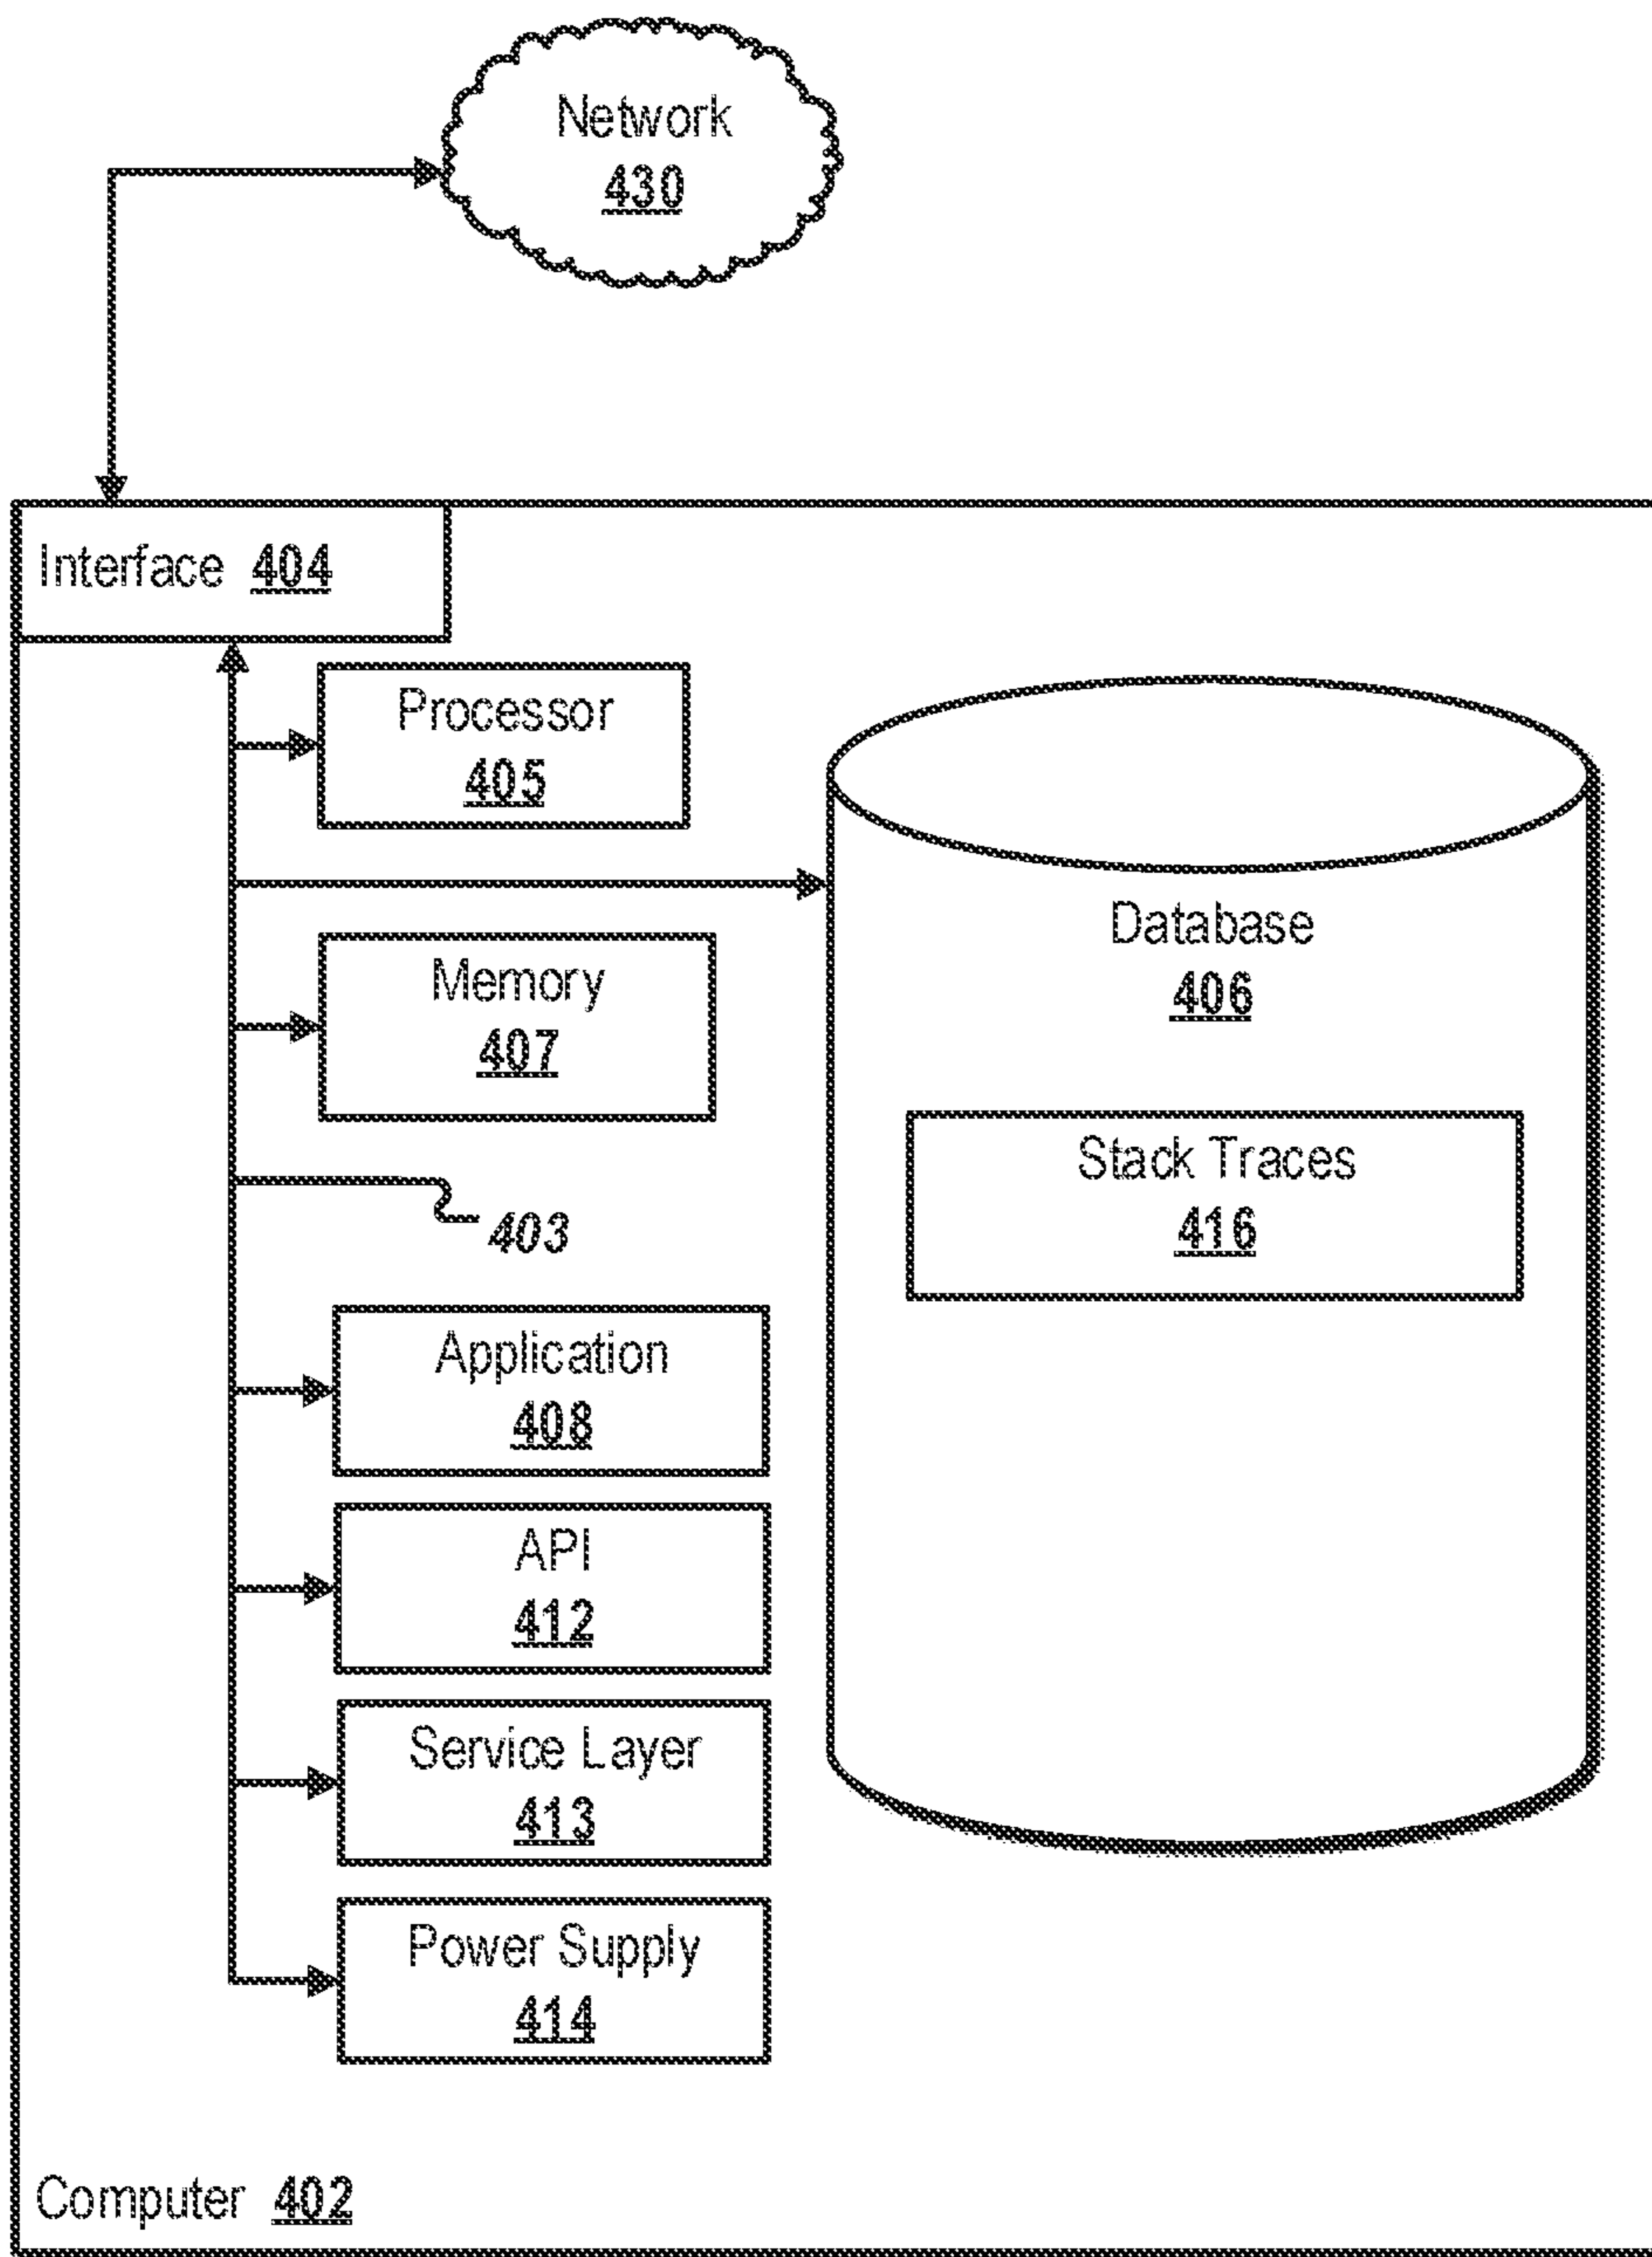 Network
430
Interface 404
Processor
405
Database
406
Memory
407
Stack Traces
416
403
Application
408
API
412
Service Layer
413
Power Supply
414
Computer 402